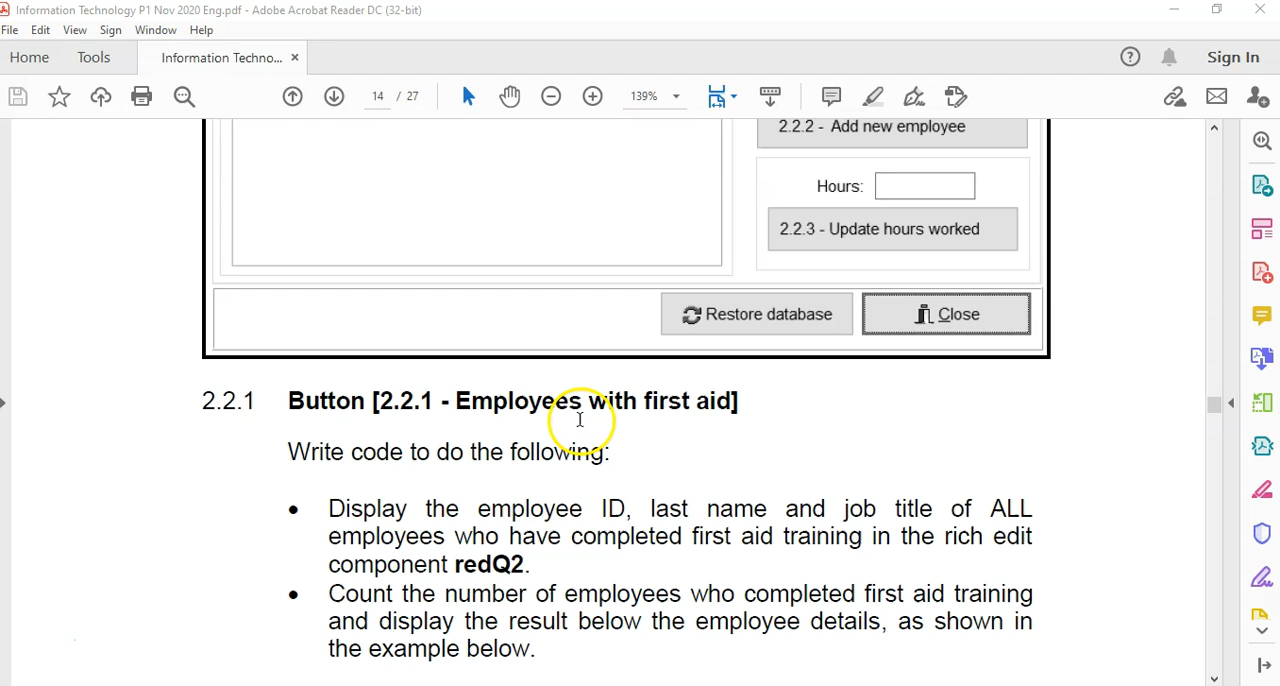 Information Technology P1 Nov 2020 Eng.pdf - Adobe Acrobat Reader DC (32-bit)
File Edit View Sign Window Help
Home Tools Information Techno... × Sign In
14 / 27 139%
2.2.2 - Add new employee
Hours:
2.2.3 - Update hours worked
Restore database Close
2.2.1 Button [2.2.1 - Employees with first aid]
Write code to do the following:
• Display the employee ID, last name and job title of ALL
employees who have completed first aid training in the rich edit
component redQ2.
• Count the number of employees who completed first aid training
and display the result below the employee details, as shown in
the example below.